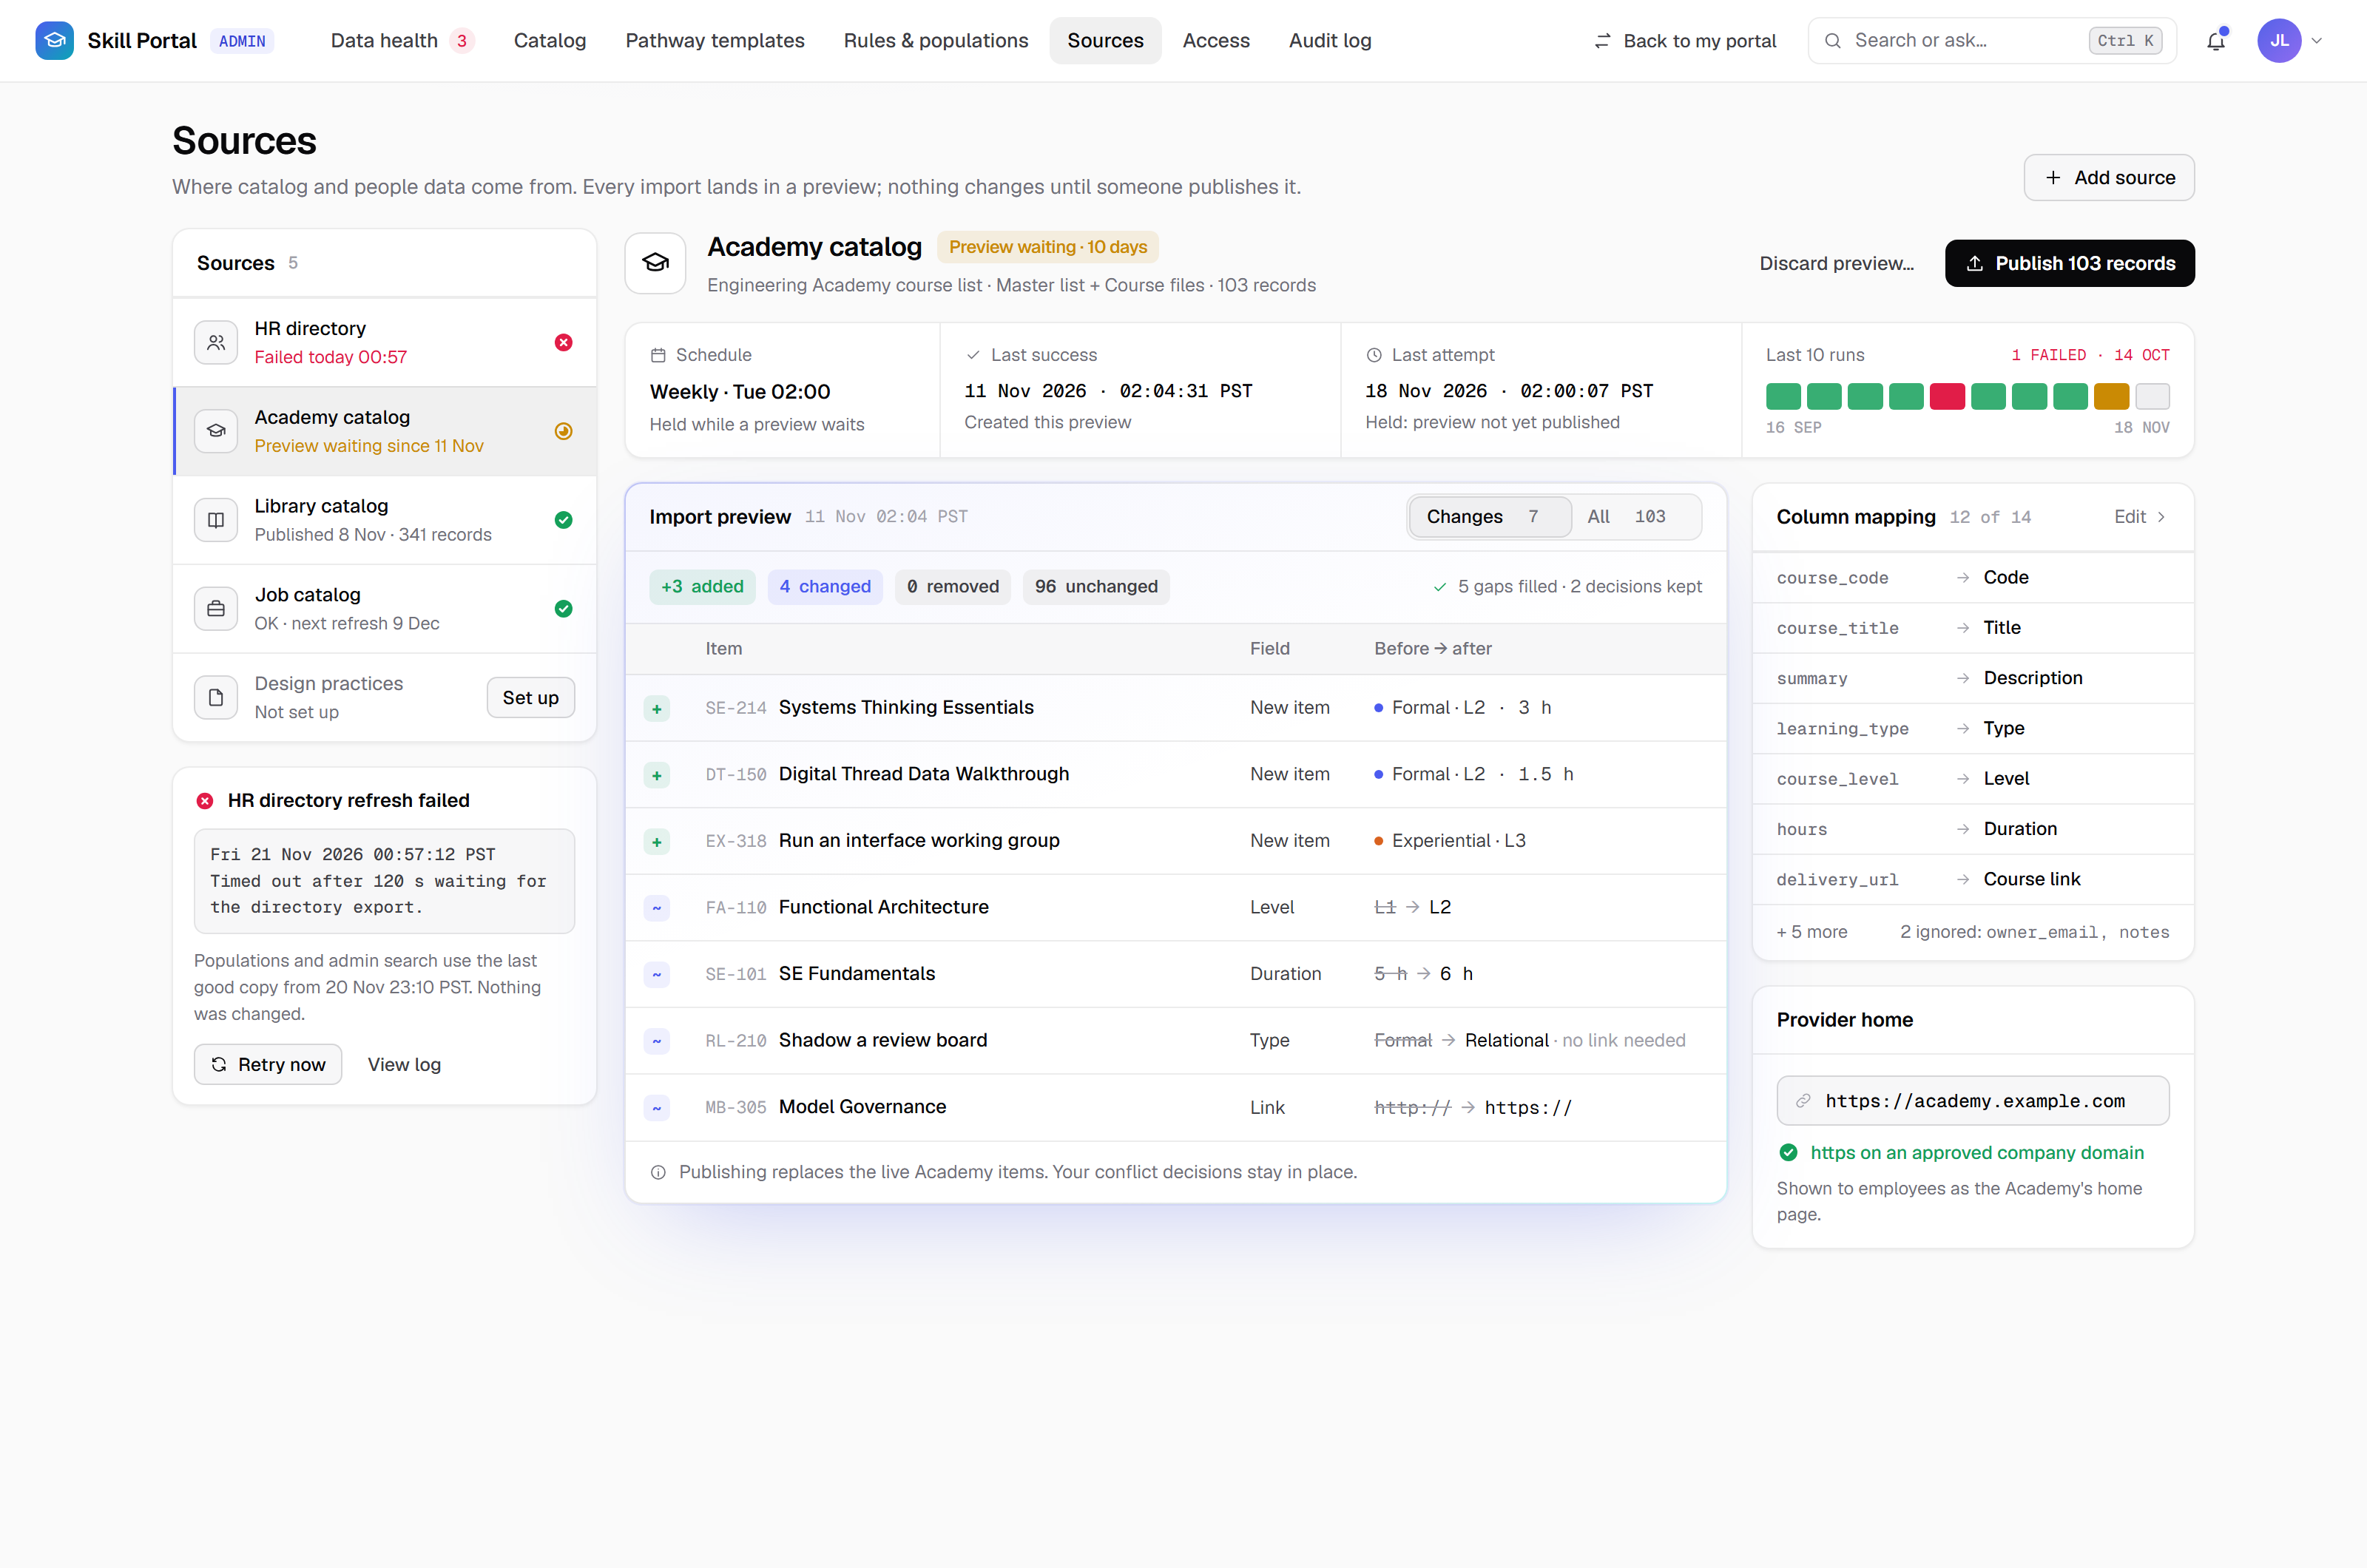 Skill Portal ADMIN Data health 3 Catalog Pathway templates Rules & populations Sources Access Audit log Back to my portal Search or ask... Ctrl K JL
Sources
Where catalog and people data come from. Every import lands in a preview; nothing changes until someone publishes it.
+ Add source
Sources 5
HR directory
Failed today 00:57
Academy catalog
Preview waiting since 11 Nov
Library catalog
Published 8 Nov · 341 records
Job catalog
OK · next refresh 9 Dec
Design practices
Not set up
Set up
HR directory refresh failed
Fri 21 Nov 2026 00:57:12 PST
Timed out after 120 s waiting for
the directory export.
Populations and admin search use the last
good copy from 20 Nov 23:10 PST. Nothing
was changed.
Retry now View log
Academy catalog Preview waiting · 10 days
Engineering Academy course list · Master list + Course files · 103 records
Discard preview... Publish 103 records
Schedule
Weekly · Tue 02:00
Held while a preview waits
Last success
11 Nov 2026 · 02:04:31 PST
Created this preview
Last attempt
18 Nov 2026 · 02:00:07 PST
Held: preview not yet published
Last 10 runs 1 FAILED · 14 OCT
16 SEP 18 NOV
Import preview 11 Nov 02:04 PST Changes 7 All 103
+3 added 4 changed 0 removed 96 unchanged 5 gaps filled · 2 decisions kept
Item Field Before → after
+ SE-214 Systems Thinking Essentials New item Formal · L2 · 3 h
+ DT-150 Digital Thread Data Walkthrough New item Formal · L2 · 1.5 h
+ EX-318 Run an interface working group New item Experiential · L3
~ FA-110 Functional Architecture Level L1 → L2
~ SE-101 SE Fundamentals Duration 5 h → 6 h
~ RL-210 Shadow a review board Type Formal → Relational · no link needed
~ MB-305 Model Governance Link http:// → https://
Publishing replaces the live Academy items. Your conflict decisions stay in place.
Column mapping 12 of 14 Edit
course_code → Code
course_title → Title
summary → Description
learning_type → Type
course_level → Level
hours → Duration
delivery_url → Course link
+ 5 more 2 ignored: owner_email, notes
Provider home
https://academy.example.com
https on an approved company domain
Shown to employees as the Academy's home
page.